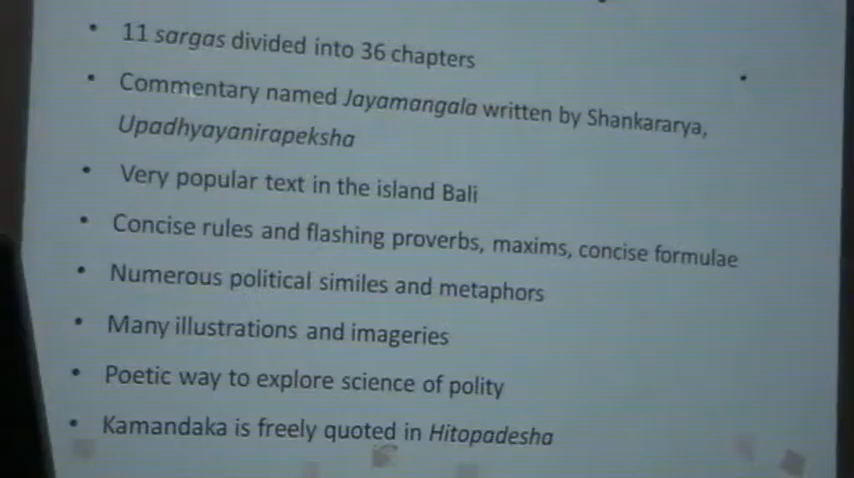 • 11 sargas divided into 36 chapters
• Commentary named Jayamangala written by Shankararya,
Upadhyayanirapeksha
• Very popular text in the island Bali
• Concise rules and flashing proverbs, maxims, concise formulae
• Numerous political similes and metaphors
• Many illustrations and imageries
• Poetic way to explore science of polity
• Kamandaka is freely quoted in Hitopadesha